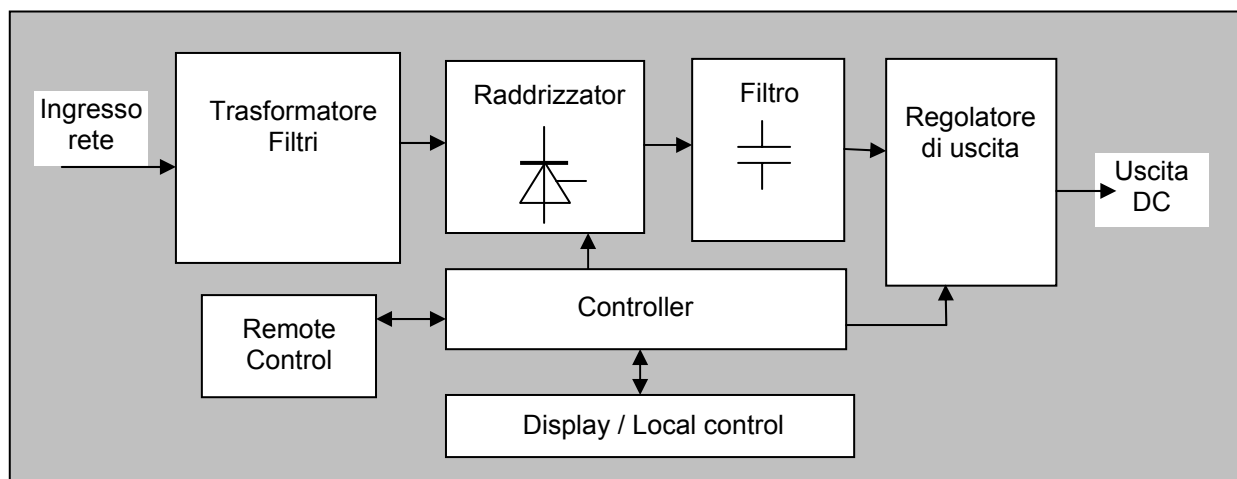 Ingresso
rete
Trasformatore
Filtri
Raddrizzator
Filtro
Regolatore
di uscita
Uscita
DC
Controller
Remote
Control
Display / Local control